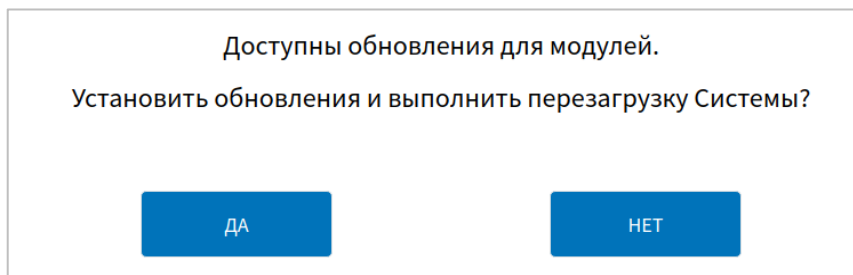 Доступны обновления для модулей.
Установить обновления и выполнить перезагрузку Системы?
ДА
НЕТ